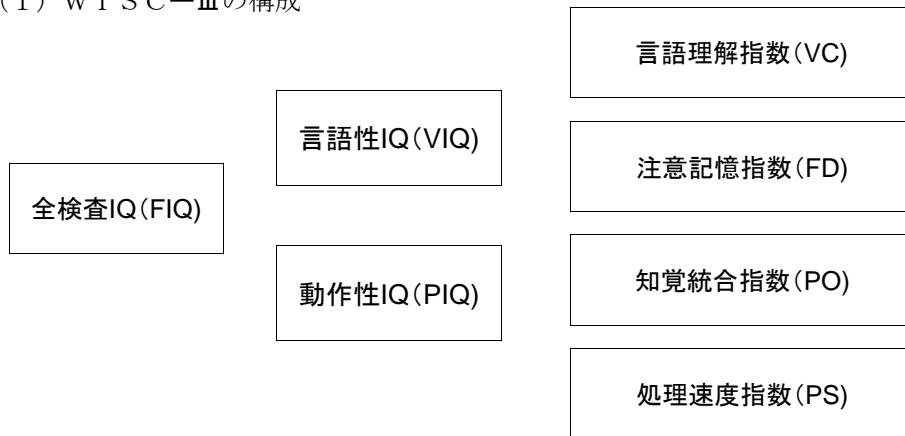 (1) WISC－Ⅲの構成
言語理解指数(VC)
言語性IQ(VIQ)
注意記憶指数(FD)
全検査IQ(FIQ)
知覚統合指数(PO)
動作性IQ(PIQ)
処理速度指数(PS)